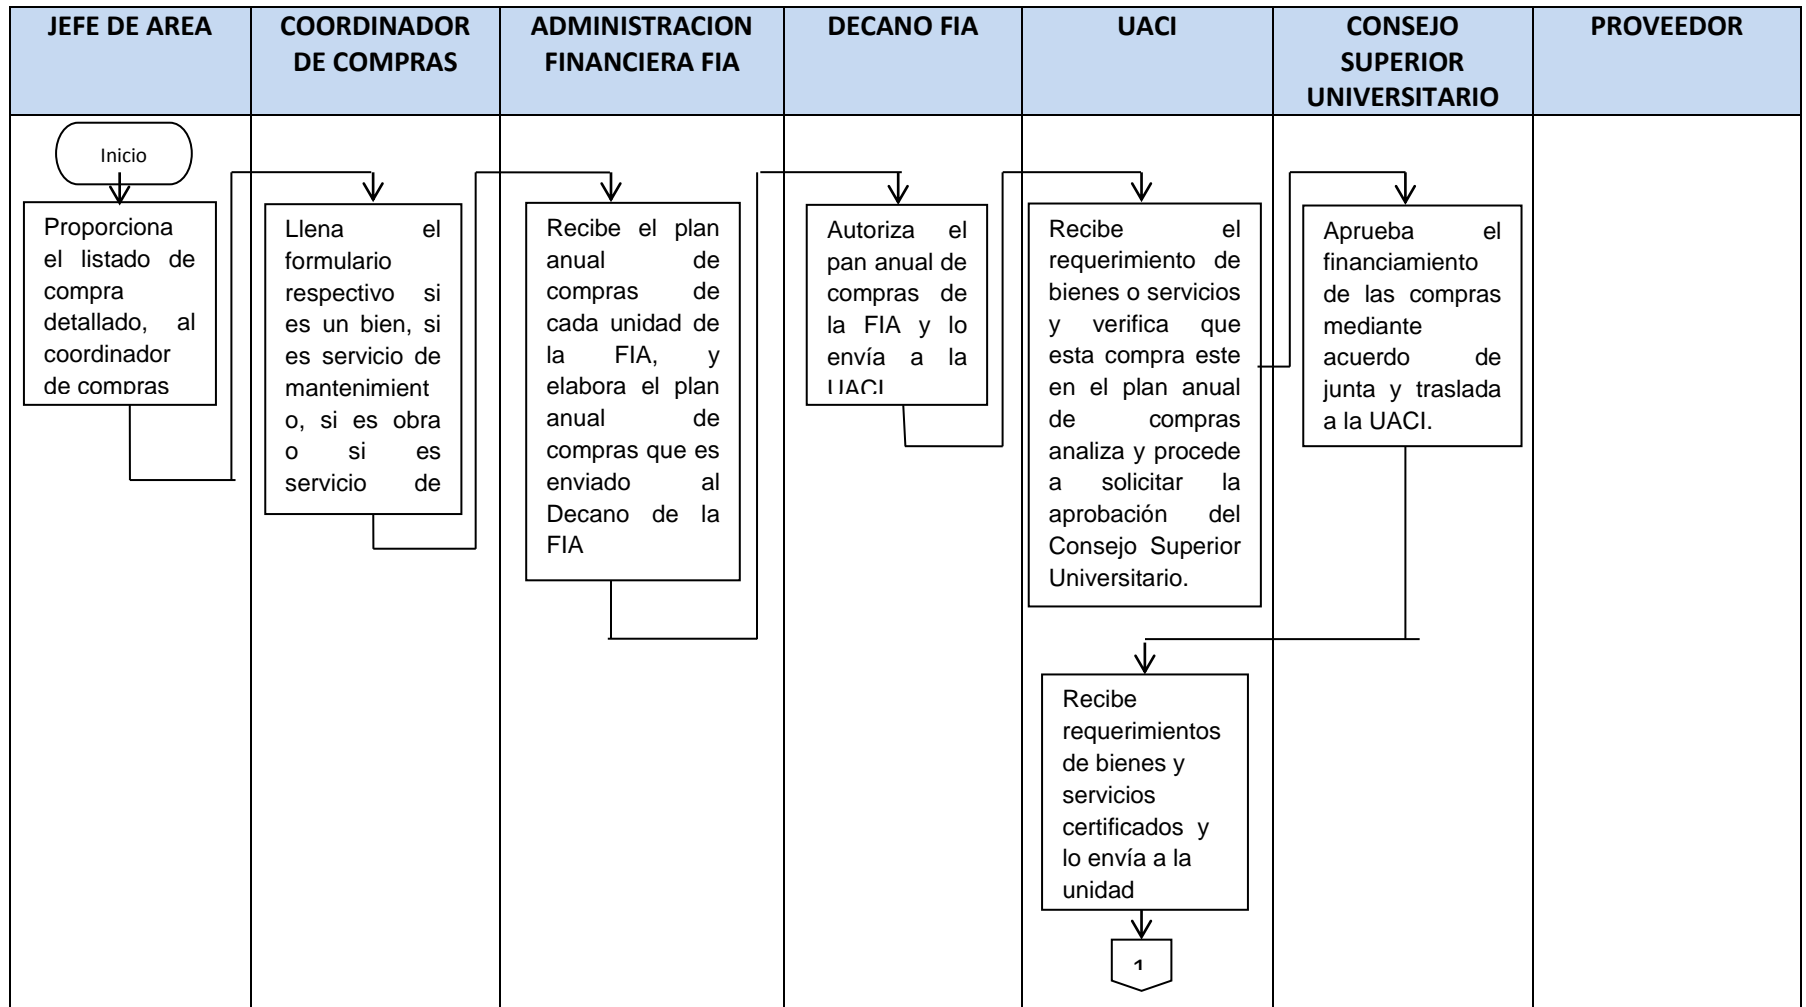 JEFE DE AREA
COORDINADOR
DE COMPRAS
ADMINISTRACION
FINANCIERA FIA
DECANO FIA
UACI
CONSEJO
SUPERIOR
UNIVERSITARIO
PROVEEDOR
Inicio
Proporciona
el listado de
compra
detallado, al
coordinador
de compras
Llena el
formulario
respectivo si
es un bien, si
es servicio de
mantenimient
o, si es obra
o si es
servicio de
Recibe el plan
anual de
compras de
cada unidad de
la FIA, y
elabora el plan
anual de
compras que es
enviado al
Decano de la
FIA
Autoriza el
pan anual de
compras de
la FIA y lo
envía a la
UACI
Recibe el
requerimiento de
bienes o servicios
y verifica que
esta compra este
en el plan anual
de compras
analiza y procede
a solicitar la
aprobación del
Consejo Superior
Universitario.
Aprueba el
financiamiento
de las compras
mediante
acuerdo de
junta y traslada
a la UACI.
Recibe
requerimientos
de bienes y
servicios
certificados y
lo envía a la
unidad
1